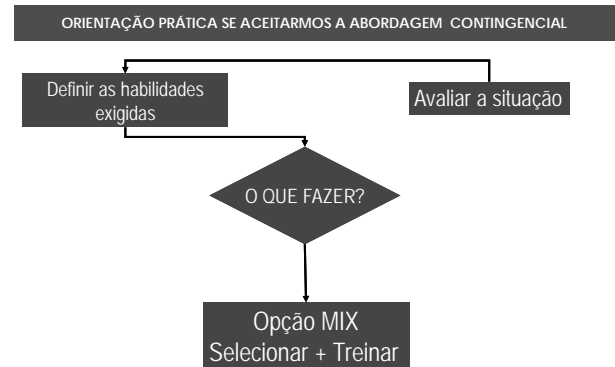 ORIENTAÇÃO PRÁTICA SE ACEITARMOS A ABORDAGEM CONTINGENCIAL
Definir as habilidades
exigidas
Avaliar a situação
O QUE FAZER?
Opção MIX
Selecionar + Treinar